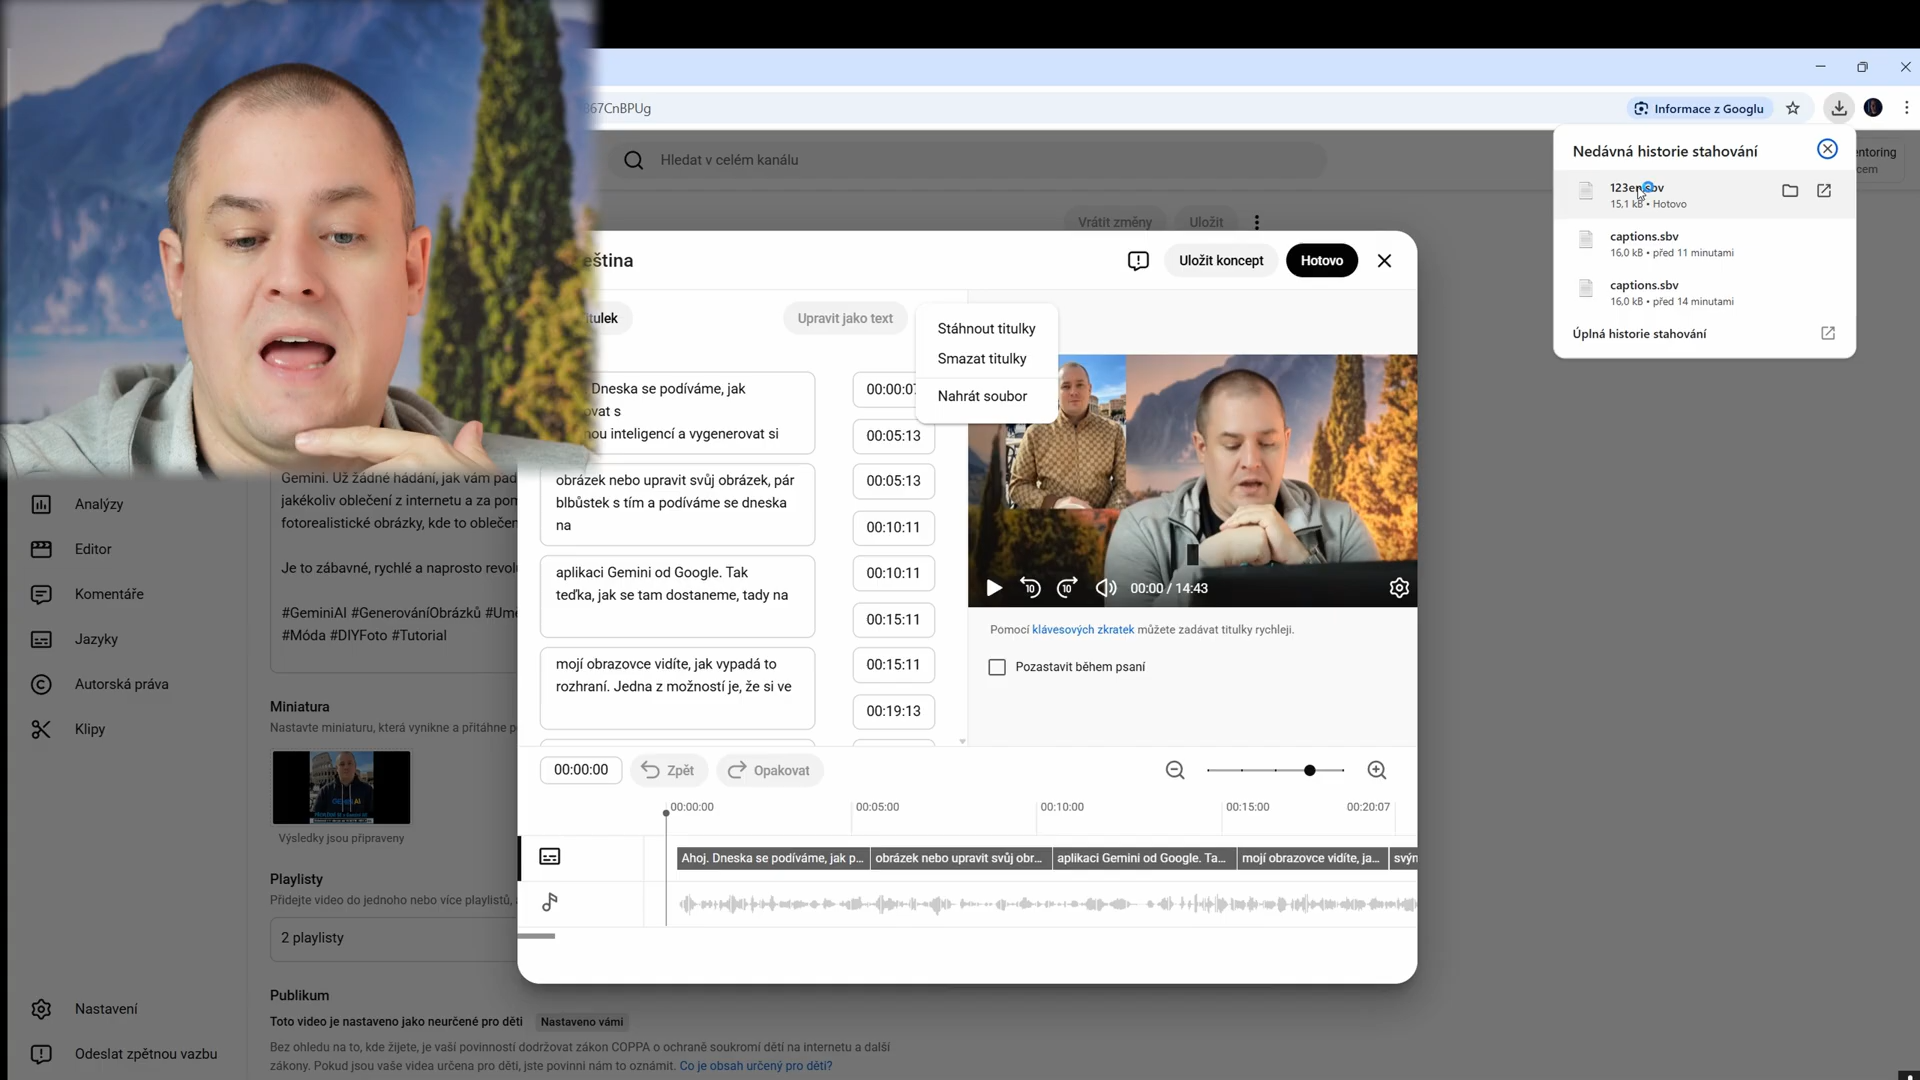 67CnBPUg
Informace z Googlu
Hledat v celém kanálu
Nedávná historie stahování
123en.sbv
15.1 kB • Hotovo
captions.sbv
16,0 kB • před 11 minutami
captions.sbv
16,0 kB • před 14 minutami
Úplná historie stahování
entoring
cem
Vrátit změny
Uložit
eština
Uložit koncept
Hotovo
tulek
Upravit jako text
Stáhnout titulky
Smazat titulky
Nahrát soubor
Dneska se podíváme, jak
ovat s
nou inteligencí a vygenerovat si
00:00:07
00:05:13
obrázek nebo upravit svůj obrázek, pár
blbůstek s tím a podíváme se dneska
na
00:05:13
00:10:11
aplikaci Gemini od Google. Tak
teďka, jak se tam dostaneme, tady na
00:10:11
00:15:11
mojí obrazovce vidíte, jak vypadá to
rozhraní. Jedna z možností je, že si ve
00:15:11
00:19:13
10
10
00:00 / 14:43
Pomocí klávesových zkratek můžete zadávat titulky rychleji.
Pozastavit během psaní
00:00:00
Zpět
Opakovat
00:00:00
00:05:00
00:10:00
00:15:00
00:20:07
Ahoj. Dneska se podíváme, jak p...
obrázek nebo upravit svůj obr...
aplikaci Gemini od Google. Ta...
mojí obrazovce vidíte, ja...
svým
Analýzy
Editor
Komentáře
Jazyky
Autorská práva
Klipy
Nastavení
Odeslat zpětnou vazbu
Gemini. Už žádné hádání, jak vám pad
jakékoliv oblečení z internetu a za pom
fotorealistické obrázky, kde to oblečen
Je to zábavné, rychlé a naprosto revolu
#GeminiAI #GenerováníObrázků #Ume
#Móda #DIYFoto #Tutorial
Miniatura
Nastavte miniaturu, která vynikne a přitáhne p
Výsledky jsou připraveny
Playlisty
Přidejte video do jednoho nebo více playlistů,
2 playlisty
Publikum
Toto video je nastaveno jako neurčené pro děti
Nastaveno vámi
Bez ohledu na to, kde žijete, je vaší povinností dodržovat zákon COPPA o ochraně soukromí dětí na internetu a další
zákony. Pokud jsou vaše videa určena pro děti, jste povinni nám to oznámit. Co je obsah určený pro děti?